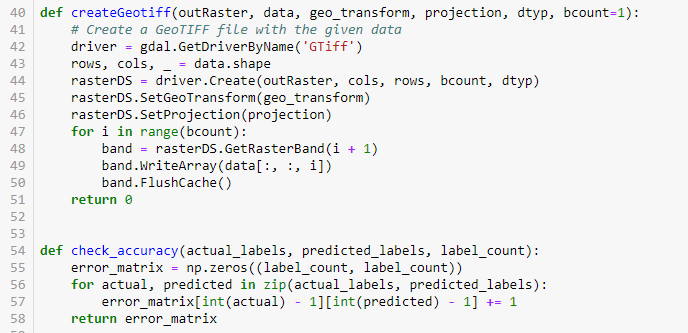 40 def createGeotiff(outRaster, data, geo_transform, projection, dtyp, bcount=1):
41     # Create a GeoTIFF file with the given data
42     driver = gdal.GetDriverByName('GTiff')
43     rows, cols, _ = data.shape
44     rasterDS = driver.Create(outRaster, cols, rows, bcount, dtyp)
45     rasterDS.SetGeoTransform(geo_transform)
46     rasterDS.SetProjection(projection)
47     for i in range(bcount):
48         band = rasterDS.GetRasterBand(i + 1)
49         band.WriteArray(data[:, :, i])
50         band.FlushCache()
51     return 0
52
53
54 def check_accuracy(actual_labels, predicted_labels, label_count):
55     error_matrix = np.zeros((label_count, label_count))
56     for actual, predicted in zip(actual_labels, predicted_labels):
57         error_matrix[int(actual) - 1][int(predicted) - 1] += 1
58     return error_matrix